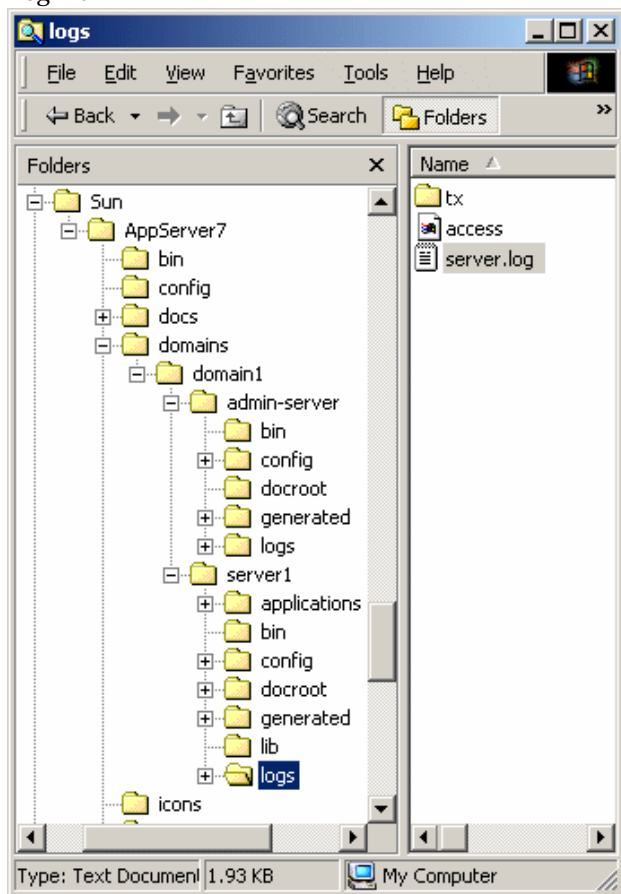 logs
File Edit View Favorites Tools Help
Back Search Folders »
Folders
Name
Sun
AppServer7
bin
config
docs
domains
domain1
admin-server
bin
config
docroot
generated
logs
server1
applications
bin
config
docroot
generated
lib
logs
icons
tx
access
server.log
Type: Text Documen 1.93 KB My Computer